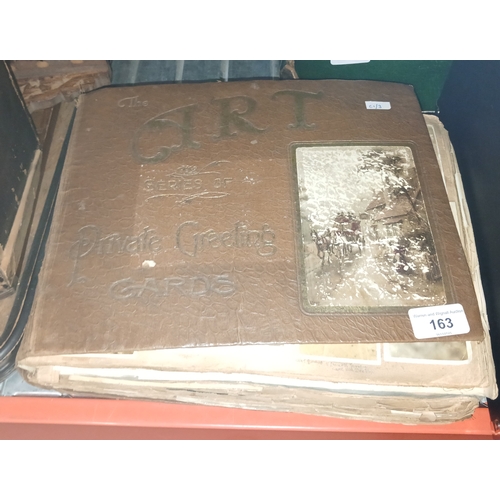 The
ART
SERIES OF
Private Greeting
CARDS
163